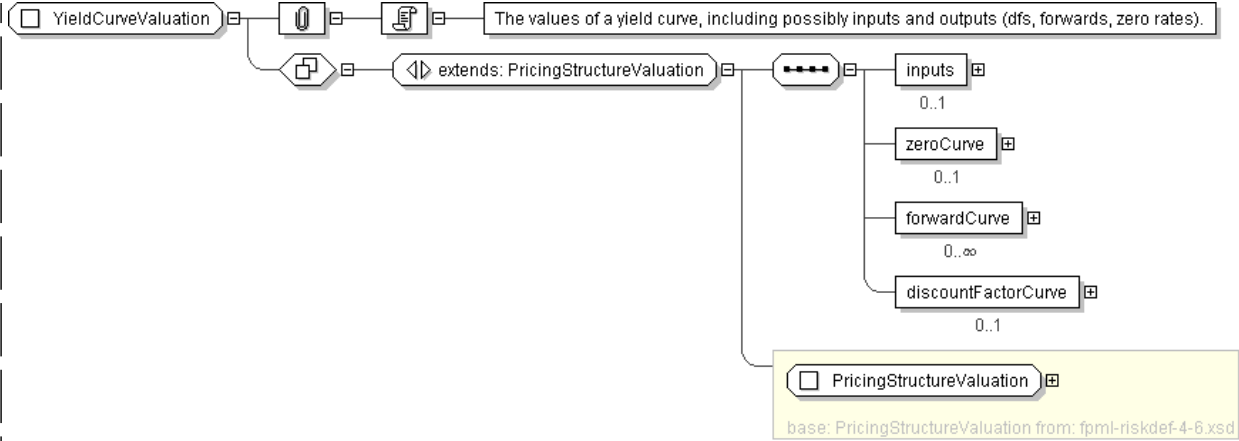 YieldCurveValuation
The values of a yield curve, including possibly inputs and outputs (dfs, forwards, zero rates).
extends: PricingStructureValuation
inputs
0..1
zeroCurve
0..1
forwardCurve
0..∞
discountFactorCurve
0..1
PricingStructureValuation
base: PricingStructureValuation from: fpml-riskdef-4-6.xsd